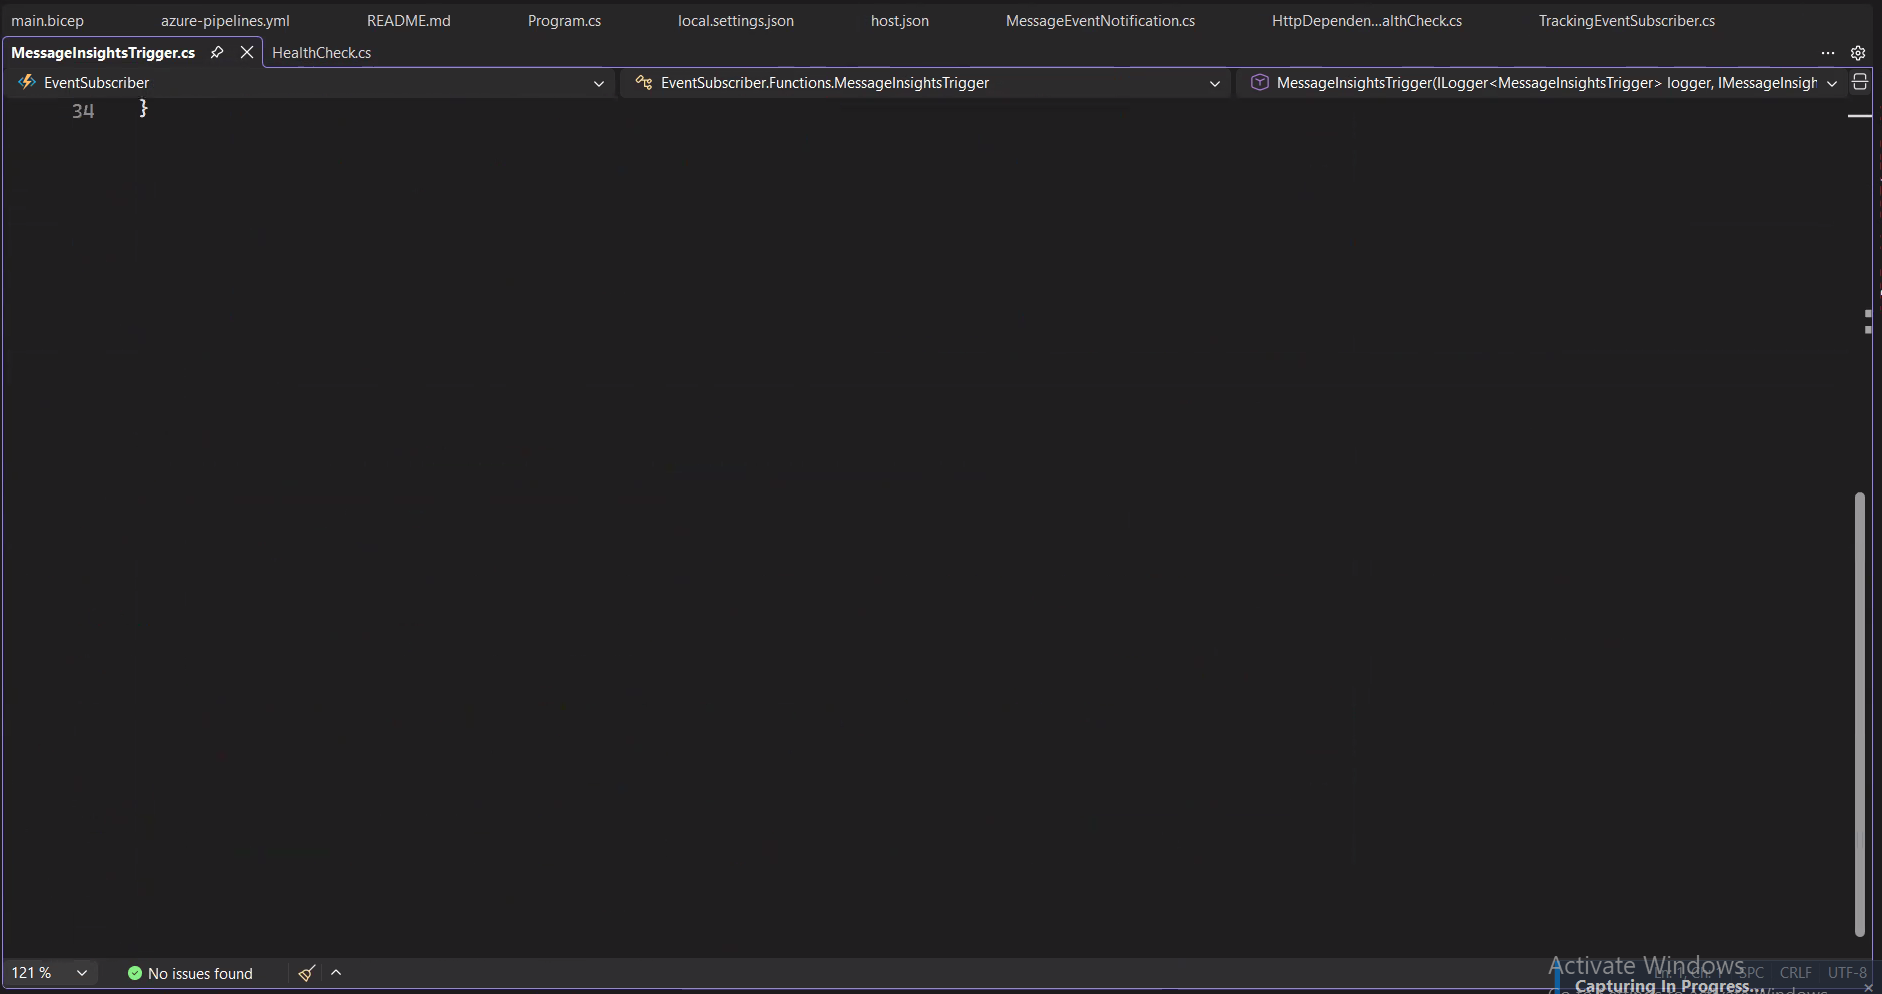 main.bicep azure-pipelines.yml README.md Program.cs local.settings.json host.json MessageEventNotification.cs HttpDependen...althCheck.cs TrackingEventSubscriber.cs
MessageInsightsTrigger.cs HealthCheck.cs
EventSubscriber EventSubscriber.Functions.MessageInsightsTrigger MessageInsightsTrigger(ILogger<MessageInsightsTrigger> logger, IMessageInsigh
34 }
121 % No issues found SPC CRLF UTF-8
Activate Windows
Capturing In Progress...